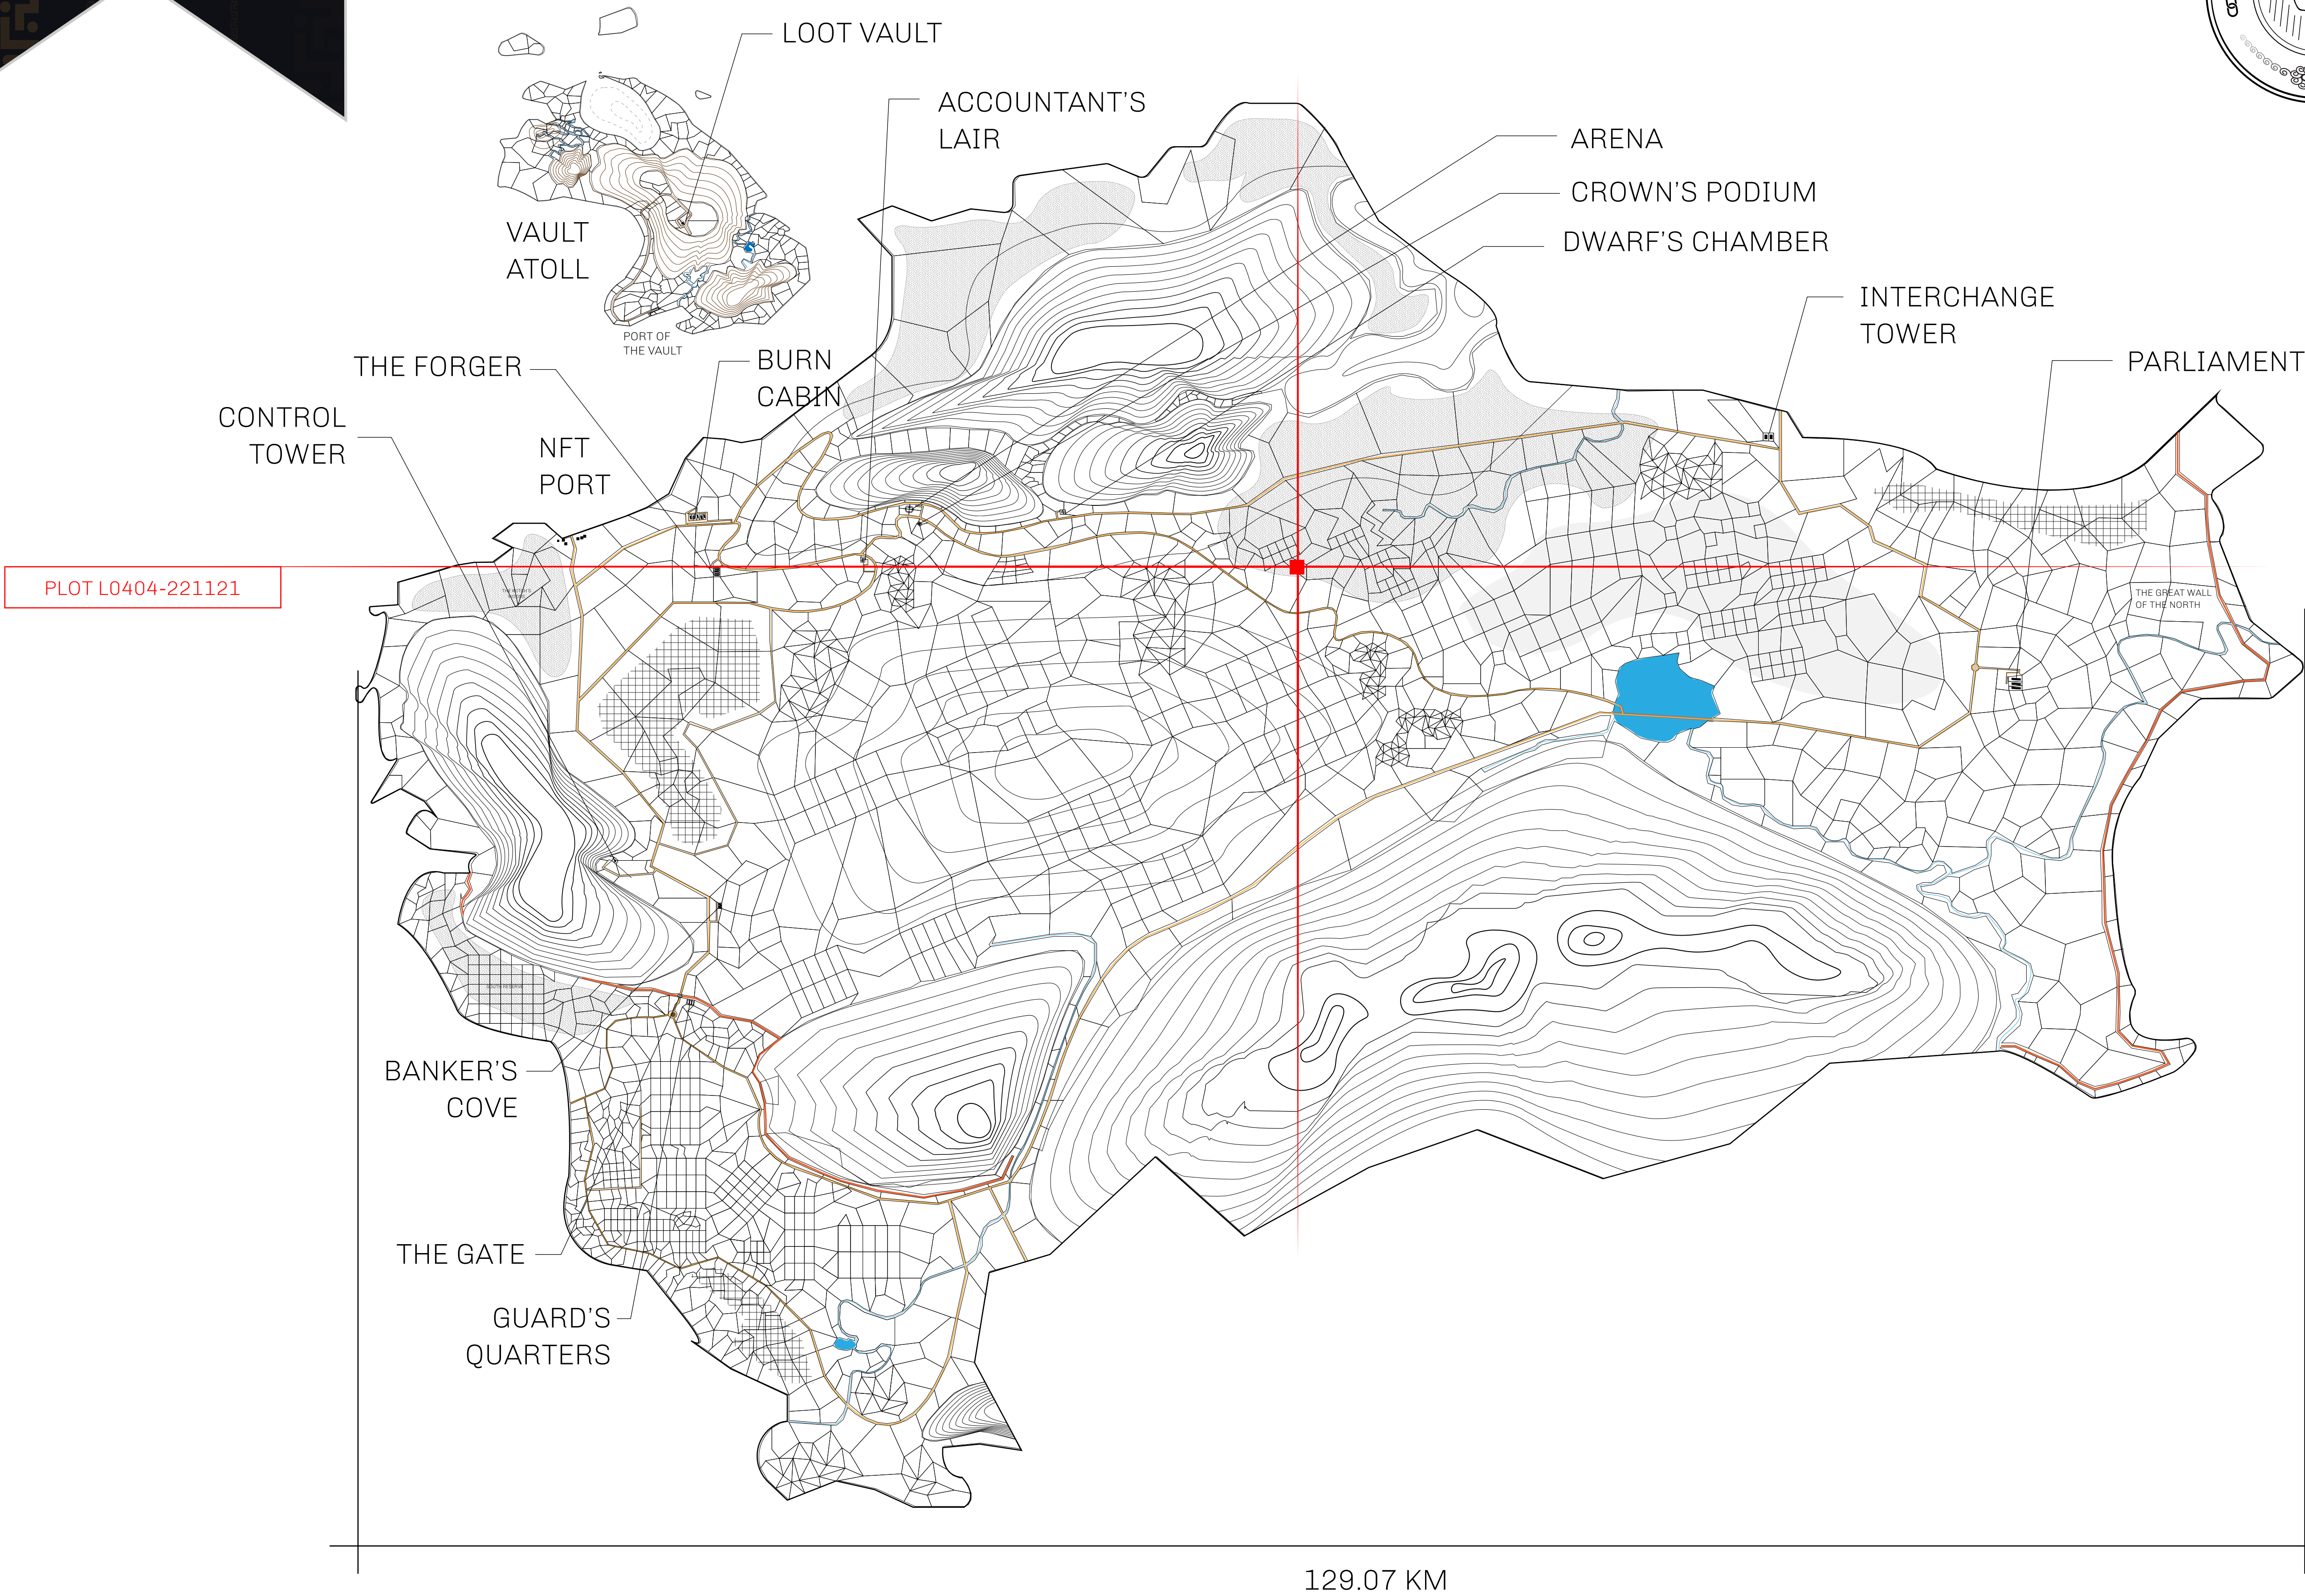 LOOT VAULT
ACCOUNTANT'S
LAIR
ARENA
CROWN'S PODIUM
DWARF'S CHAMBER
VAULT
ATOLL
INTERCHANGE
TOWER
PORT OF
THE VAULT
PARLIAMENT
THE FORGER
BURN
CABIN
CONTROL
TOWER
NFT
PORT
PLOT L0404-221121
THE GREAT WALL
OF THE NORTH
SOUTH RESERVE
BANKER'S
COVE
THE GATE
GUARD'S
QUARTERS
129.07 KM